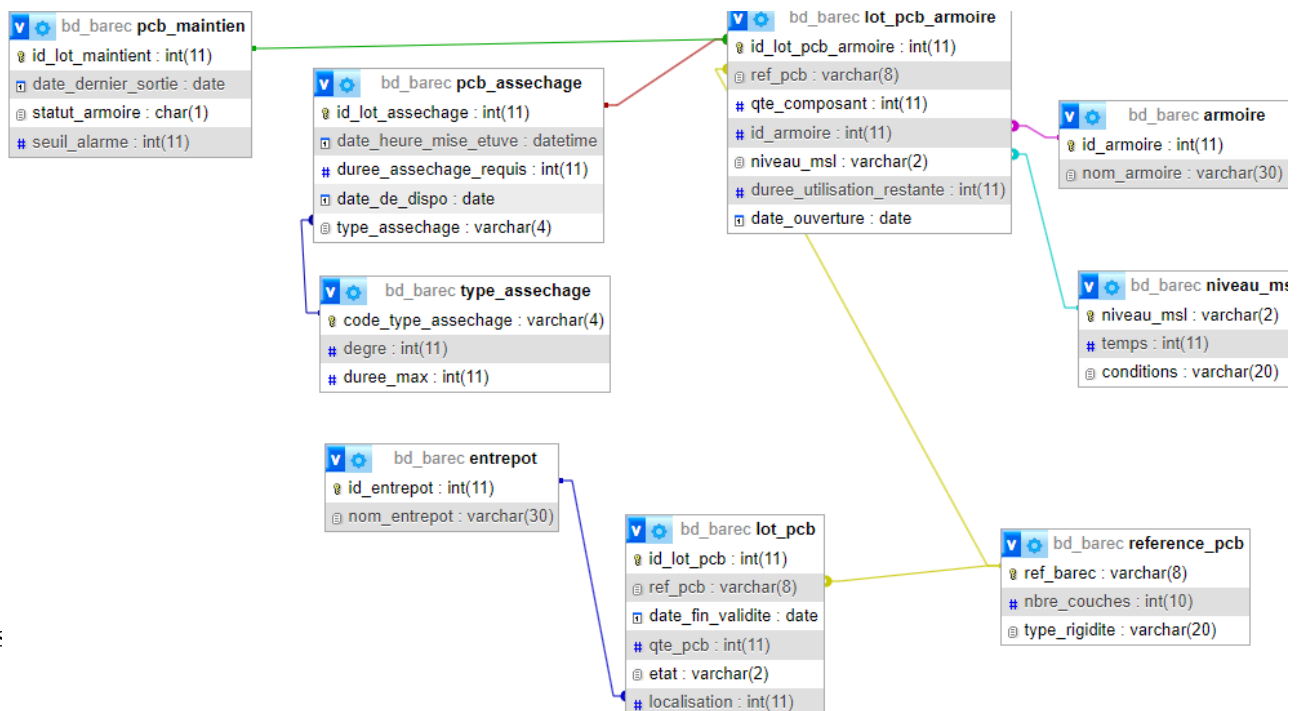 bd_barec pcb_maintien
id_lot_maintient : int(11)
date_dernier_sortie : date
statut_armoire : char(1)
seuil_alarme : int(11)
bd_barec pcb_assechage
id_lot_assechage : int(11)
date_heure_mise_etuve : datetime
duree_assechage_requis : int(11)
date_de_dispo : date
type_assechage : varchar(4)
bd_barec lot_pcb_armoire
id_lot_pcb_armoire : int(11)
ref_pcb : varchar(8)
qte_composant : int(11)
id_armoire : int(11)
niveau_msl : varchar(2)
duree_utilisation_restante : int(11)
date_ouverture : date
bd_barec armoire
id_armoire : int(11)
nom_armoire : varchar(30)
bd_barec type_assechage
code_type_assechage : varchar(4)
degre : int(11)
duree_max : int(11)
bd_barec niveau_ms
niveau_msl : varchar(2)
temps : int(11)
conditions : varchar(20)
bd_barec entrepot
id_entrepot : int(11)
nom_entrepot : varchar(30)
bd_barec lot_pcb
id_lot_pcb : int(11)
ref_pcb : varchar(8)
date_fin_validite : date
qte_pcb : int(11)
etat : varchar(2)
localisation : int(11)
bd_barec reference_pcb
ref_barec : varchar(8)
nbre_couches : int(10)
type_rigidite : varchar(20)